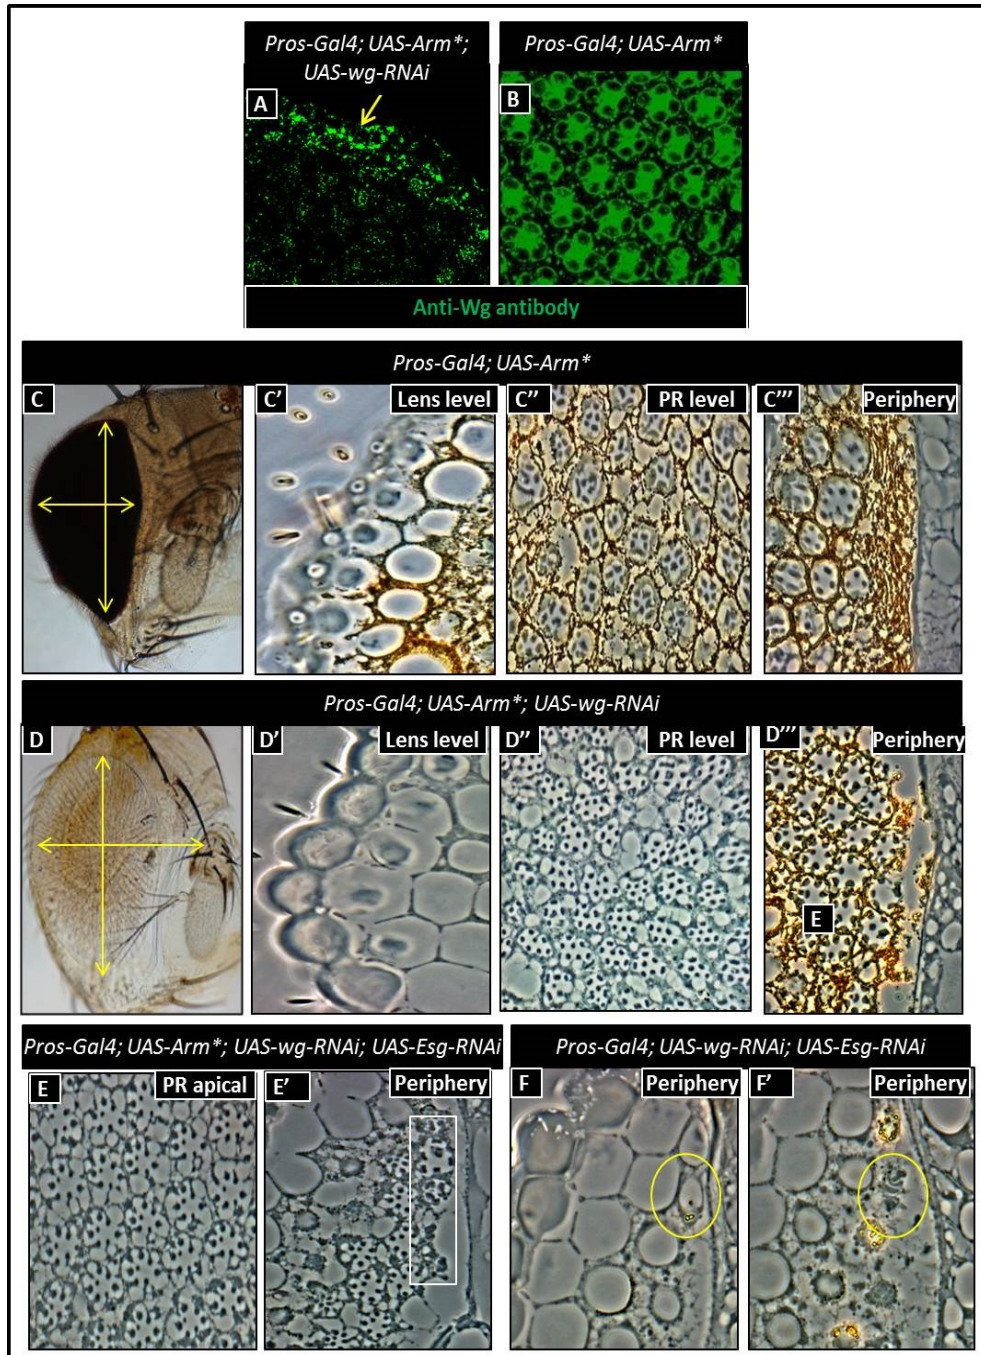 Pros-Gal4; UAS-Arm*;
UAS-wg-RNAi
Pros-Gal4; UAS-Arm*
A
B
Anti-Wg antibody
Pros-Gal4; UAS-Arm*
C
C' Lens level
C'' PR level
C''' Periphery
Pros-Gal4; UAS-Arm*; UAS-wg-RNAi
D
D' Lens level
D'' PR level
D''' Periphery
E
Pros-Gal4; UAS-Arm*; UAS-wg-RNAi; UAS-Esg-RNAi
Pros-Gal4; UAS-wg-RNAi; UAS-Esg-RNAi
E PR apical
E' Periphery
F Periphery
F' Periphery